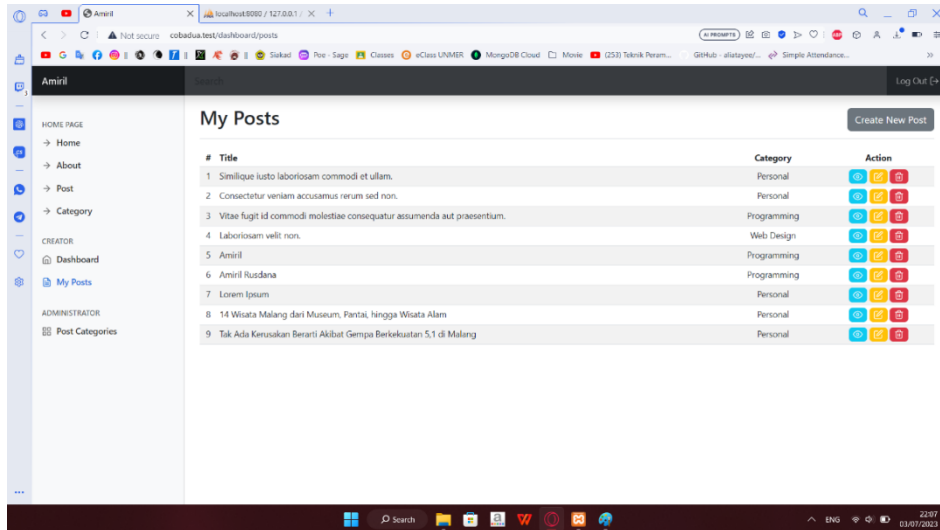 Amiril
localhost:8080 / 127.0.0.1 /
Not secure cobadua.test/dashboard/posts
AI PROMPTS
Siakad
Poe - Sage
Classes
eClass UNMER
MongoDB Cloud
Movie
(253) Teknik Peram...
GitHub - aliatayee/...
Simple Attendance...
Amiril
Search
Log Out
HOME PAGE
Home
About
Post
Category
CREATOR
Dashboard
My Posts
ADMINISTRATOR
Post Categories
My Posts
Create New Post
# Title Category Action
1 Similique iusto laboriosam commodi et ullam. Personal
2 Consectetur veniam accusamus rerum sed non. Personal
3 Vitae fugit id commodi molestiae consequatur assumenda aut praesentium. Programming
4 Laboriosam velit non. Web Design
5 Amiril Programming
6 Amiril Rusdana Programming
7 Lorem Ipsum Personal
8 14 Wisata Malang dari Museum, Pantai, hingga Wisata Alam Personal
9 Tak Ada Kerusakan Berarti Akibat Gempa Berkekuatan 5,1 di Malang Personal
Search
ENG
22:07
03/07/2023